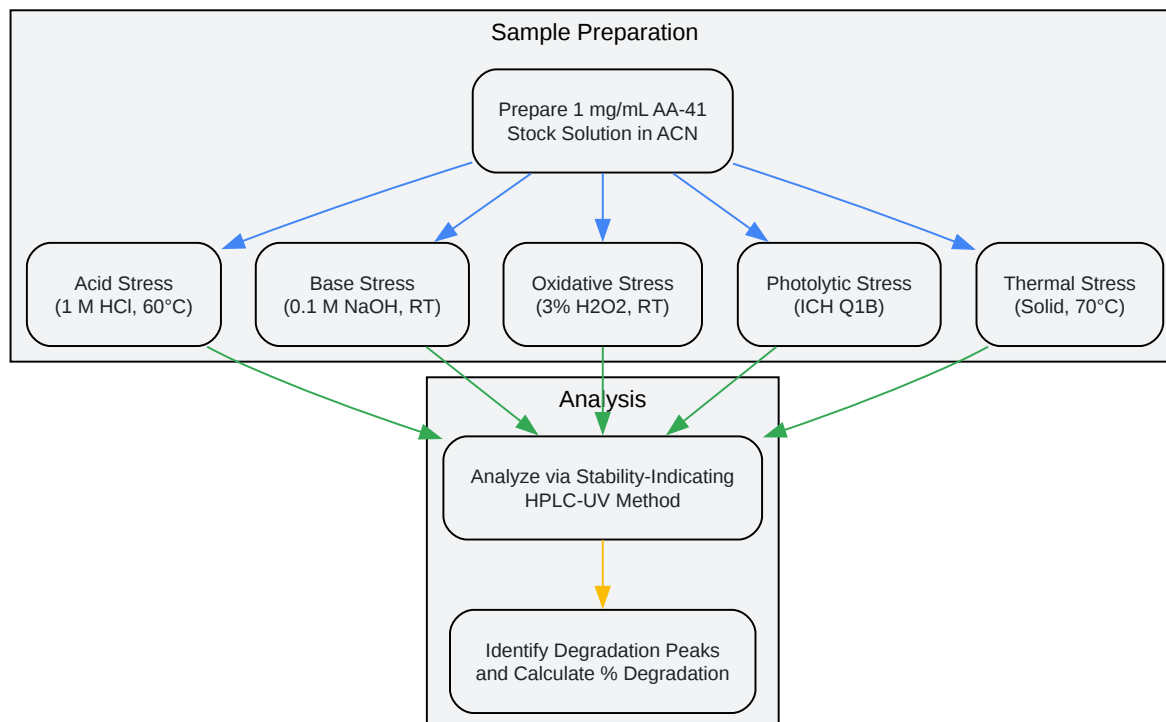 Sample Preparation
Prepare 1 mg/mL AA-41
Stock Solution in ACN
Acid Stress
(1 M HCl, 60°C)
Base Stress
(0.1 M NaOH, RT)
Oxidative Stress
(3% H2O2, RT)
Photolytic Stress
(ICH Q1B)
Thermal Stress
(Solid, 70°C)
Analysis
Analyze via Stability-Indicating
HPLC-UV Method
Identify Degradation Peaks
and Calculate % Degradation